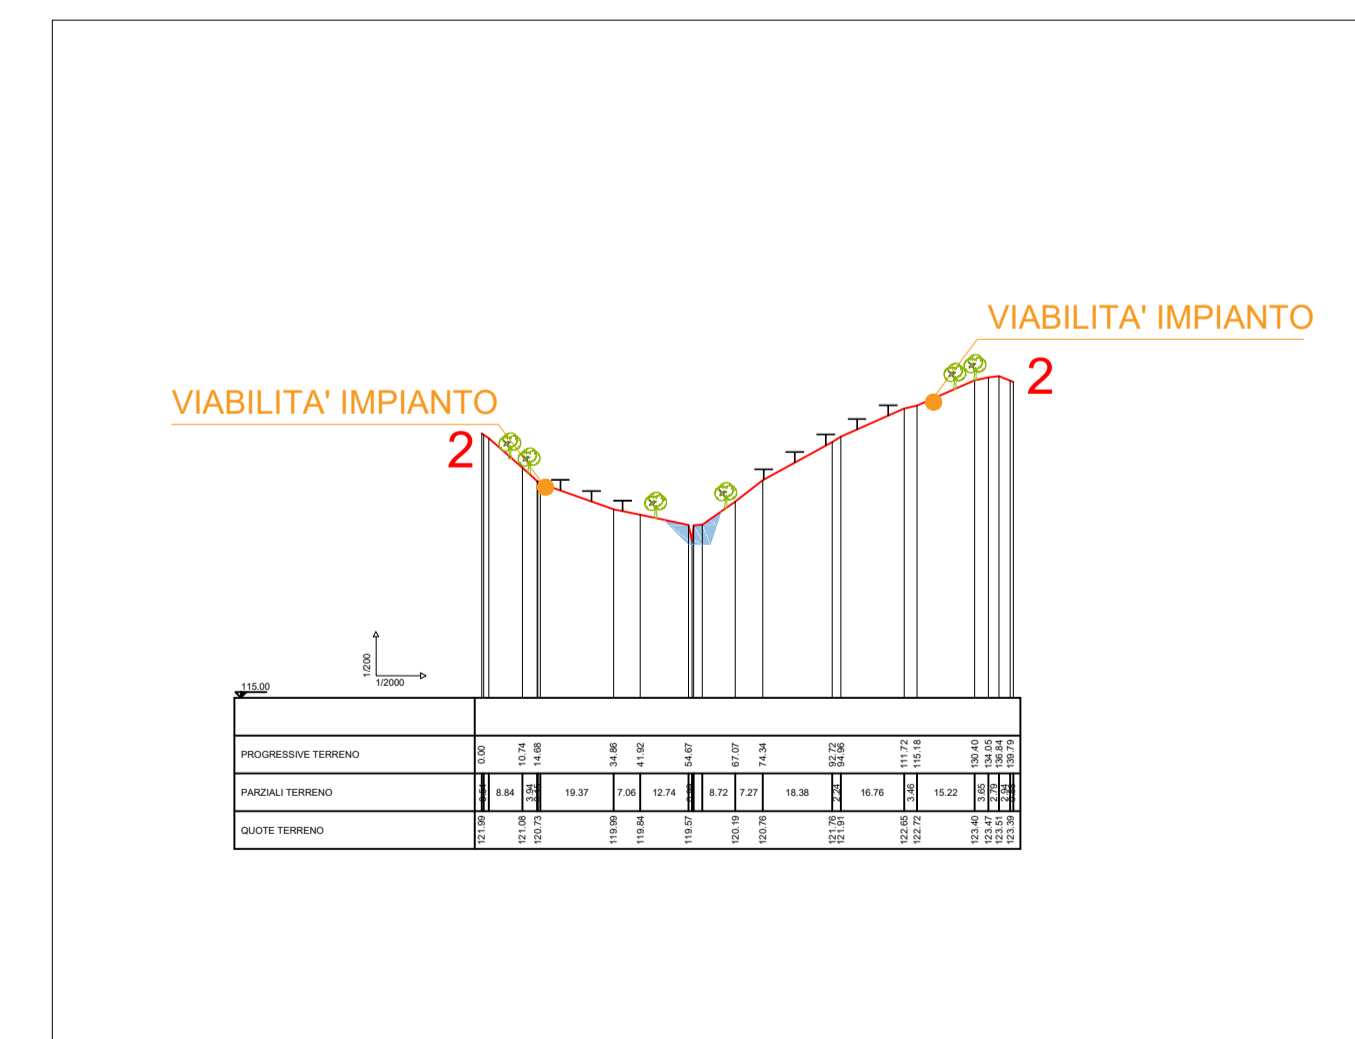 VIABILITA' IMPIANTO
2
VIABILITA' IMPIANTO
2
1/200
1/2000
115.00
PROGRESSIVE TERRENO 0.00 10.74 14.68 34.86 41.92 54.67 67.07 74.34 92.72 94.96 111.72 115.18 130.40 134.05 136.84 139.79
PARZIALI TERRENO 8.84 3.94 19.37 7.06 12.74 8.72 7.27 18.38 2.24 16.76 3.46 15.22 3.65 2.79 2.94
QUOTE TERRENO 121.99 121.08 120.73 119.99 119.84 119.57 120.19 120.76 121.76 121.91 122.65 122.72 123.40 123.47 123.51 123.39